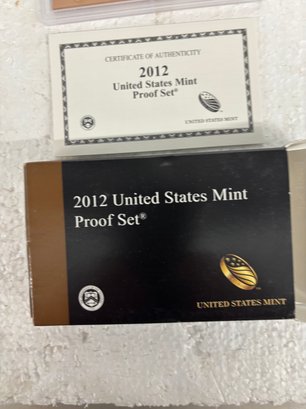 CERTIFICATE OF AUTHENTICITY
2012
United States Mint
Proof Set®
UNITED STATES MINT
2012 United States Mint
Proof Set®
UNITED STATES MINT